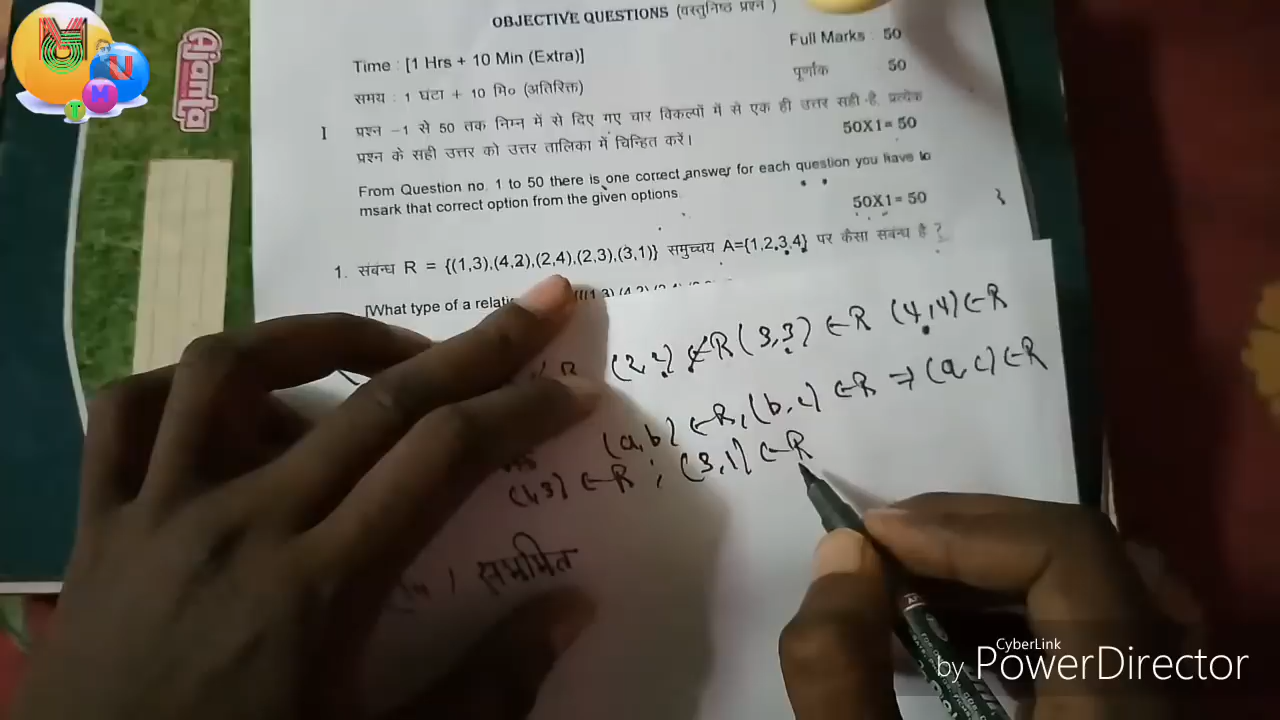 MG
U
H
T
Ajanta
OBJECTIVE QUESTIONS (वस्तुनिष्ठ प्रश्न )
Time : [1 Hrs + 10 Min (Extra)]
Full Marks : 50
समय : 1 घंटा + 10 मि० (अतिरिक्त)
पूर्णांक 50
I प्रश्न -1 से 50 तक निम्न में से दिए गए चार विकल्पों में से एक ही उत्तर सही है. प्रत्येक
प्रश्न के सही उत्तर को उत्तर तालिका में चिन्हित करें। 50X1= 50
From Question no. 1 to 50 there is one correct answer for each question you have to
msark that correct option from the given options. 50X1= 50
1. संबंध R = {(1,3),(4,2),(2,4),(2,3),(3,1)} समुच्चय A={1,2,3,4} पर कैसा संबंध है ?
[What type of a relati
(2,2) ∉R (3,3) ∈R (4,4) ∈R
(a,b) ∈R, (b,c) ∈R ⇒ (a,c) ∈R
(1,3) ∈R ; (3,1) ∈R
सममित
CyberLink
by PowerDirector